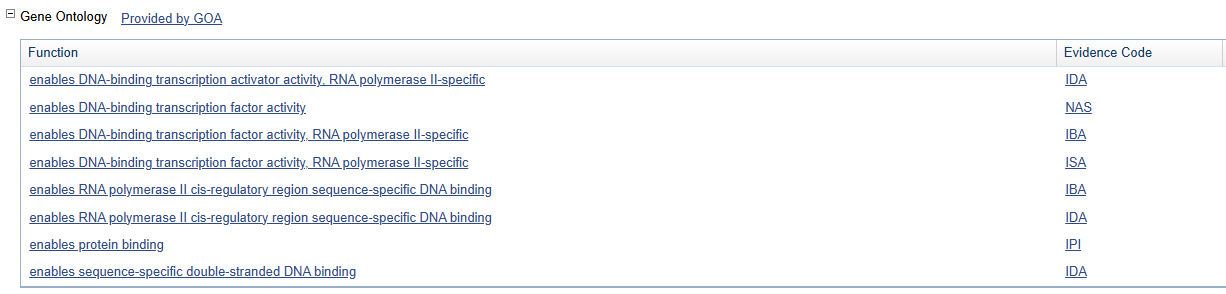 Gene Ontology Provided by GOA
Function Evidence Code
enables DNA-binding transcription activator activity, RNA polymerase II-specific IDA
enables DNA-binding transcription factor activity NAS
enables DNA-binding transcription factor activity, RNA polymerase II-specific IBA
enables DNA-binding transcription factor activity, RNA polymerase II-specific ISA
enables RNA polymerase II cis-regulatory region sequence-specific DNA binding IBA
enables RNA polymerase II cis-regulatory region sequence-specific DNA binding IDA
enables protein binding IPI
enables sequence-specific double-stranded DNA binding IDA